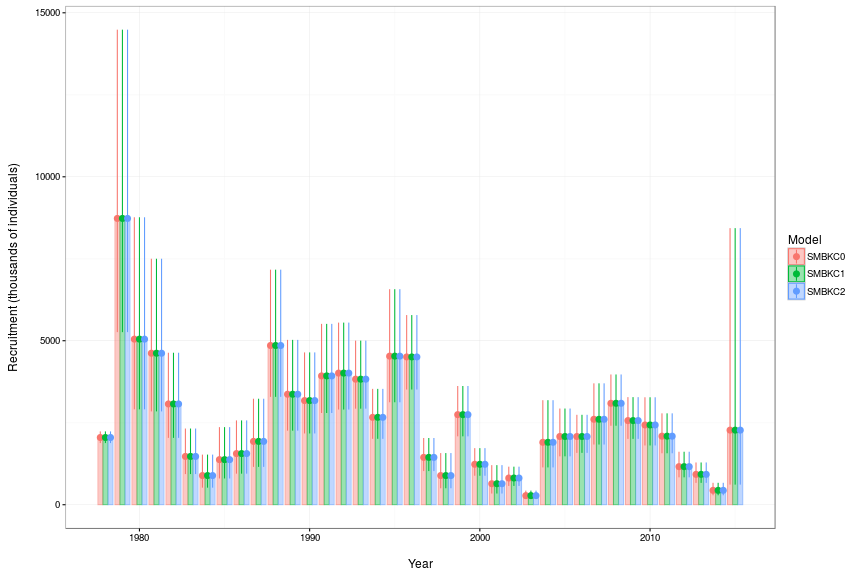 15000
10000
5000
0
Recruitment (thousands of individuals)
1980 1990 2000 2010
Year
Model
SMBKC0
SMBKC1
SMBKC2